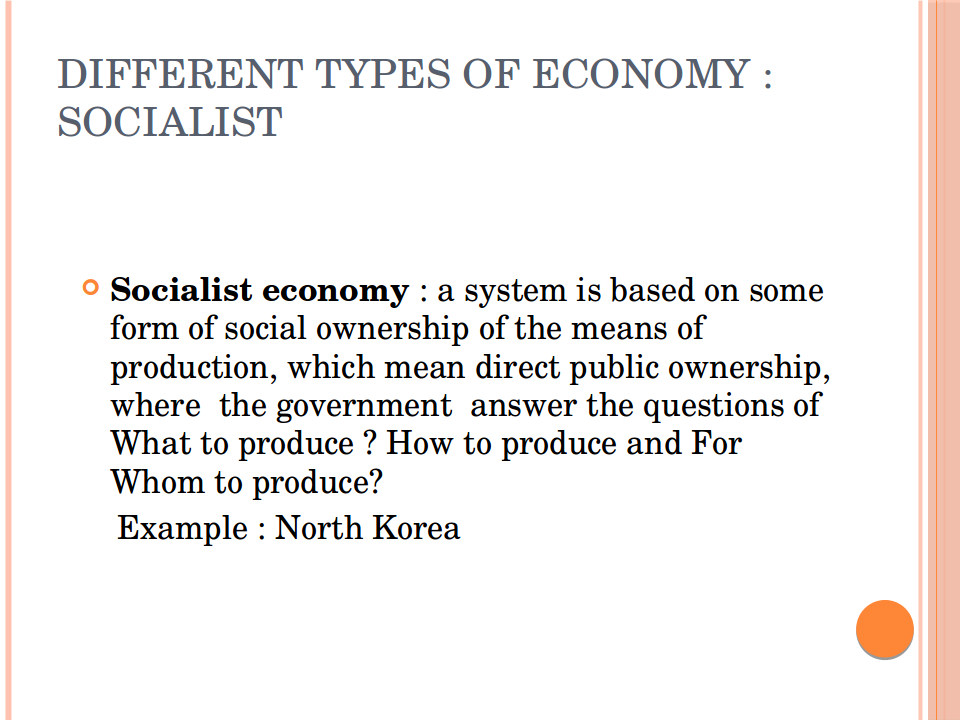 DIFFERENT TYPES OF ECONOMY :
SOCIALIST
Socialist economy : a system is based on some
form of social ownership of the means of
production, which mean direct public ownership,
where  the government  answer the questions of
What to produce ? How to produce and For
Whom to produce?
Example : North Korea